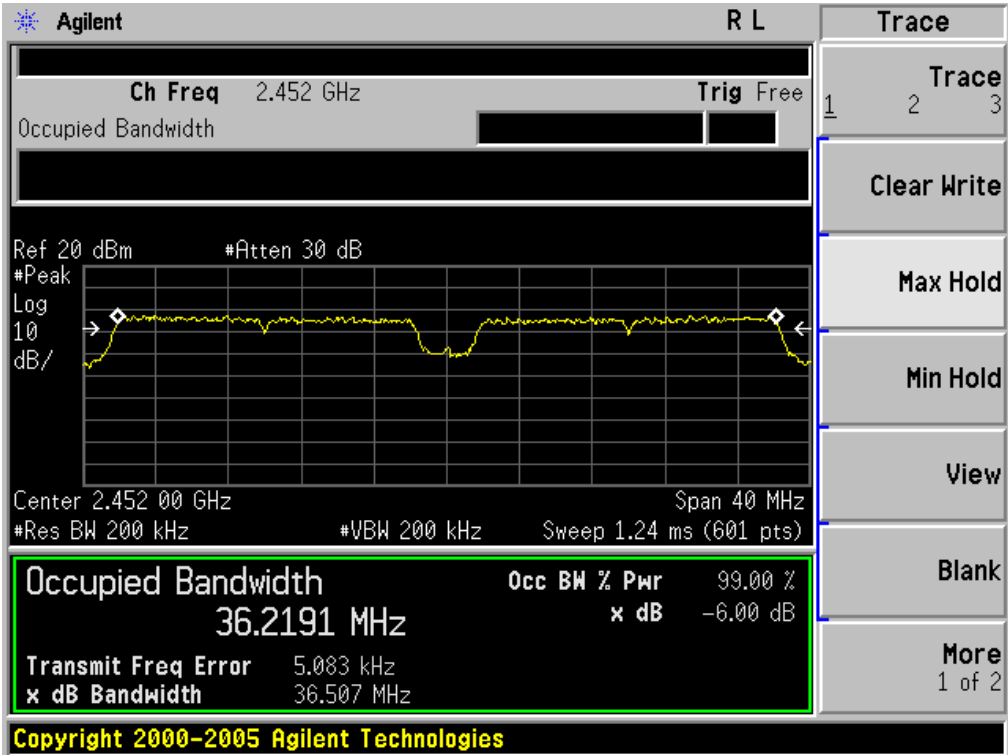 Agilent R L Trace
Ch Freq 2.452 GHz Trig Free
Occupied Bandwidth
Trace
1 2 3
Clear Write
Max Hold
Min Hold
View
Blank
More
1 of 2
Ref 20 dBm #Atten 30 dB
#Peak
Log
10
dB/
Center 2.452 00 GHz Span 40 MHz
#Res BW 200 kHz #VBW 200 kHz Sweep 1.24 ms (601 pts)
Occupied Bandwidth Occ BW % Pwr 99.00 %
36.2191 MHz x dB -6.00 dB
Transmit Freq Error 5.083 kHz
x dB Bandwidth 36.507 MHz
Copyright 2000-2005 Agilent Technologies